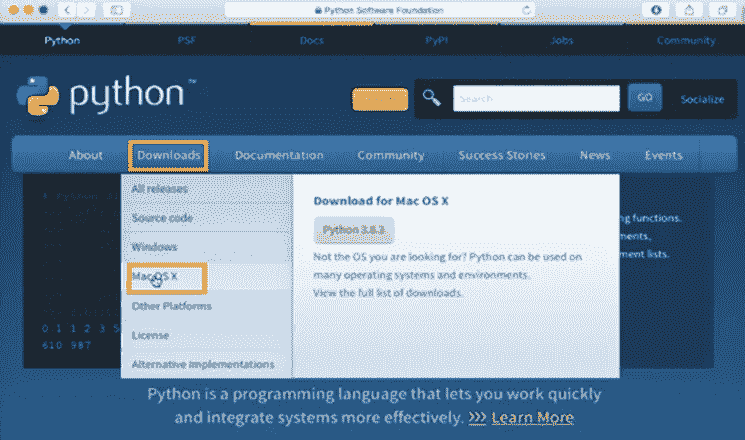 Python Software Foundation
Python PSF Docs PyPI Jobs Community
python™
Search GO Socialize
About Downloads Documentation Community Success Stories News Events
All releases
Source code
Windows
Mac OS X
Other Platforms
License
Alternative Implementations
Download for Mac OS X
Python 3.6.3
Not the OS you are looking for? Python can be used on
many operating systems and environments.
View the full list of downloads.
# Python
ng functions.
ments,
ment lists.
0 1 1 2 3 5
610 987
Python is a programming language that lets you work quickly
and integrate systems more effectively. >>> Learn More